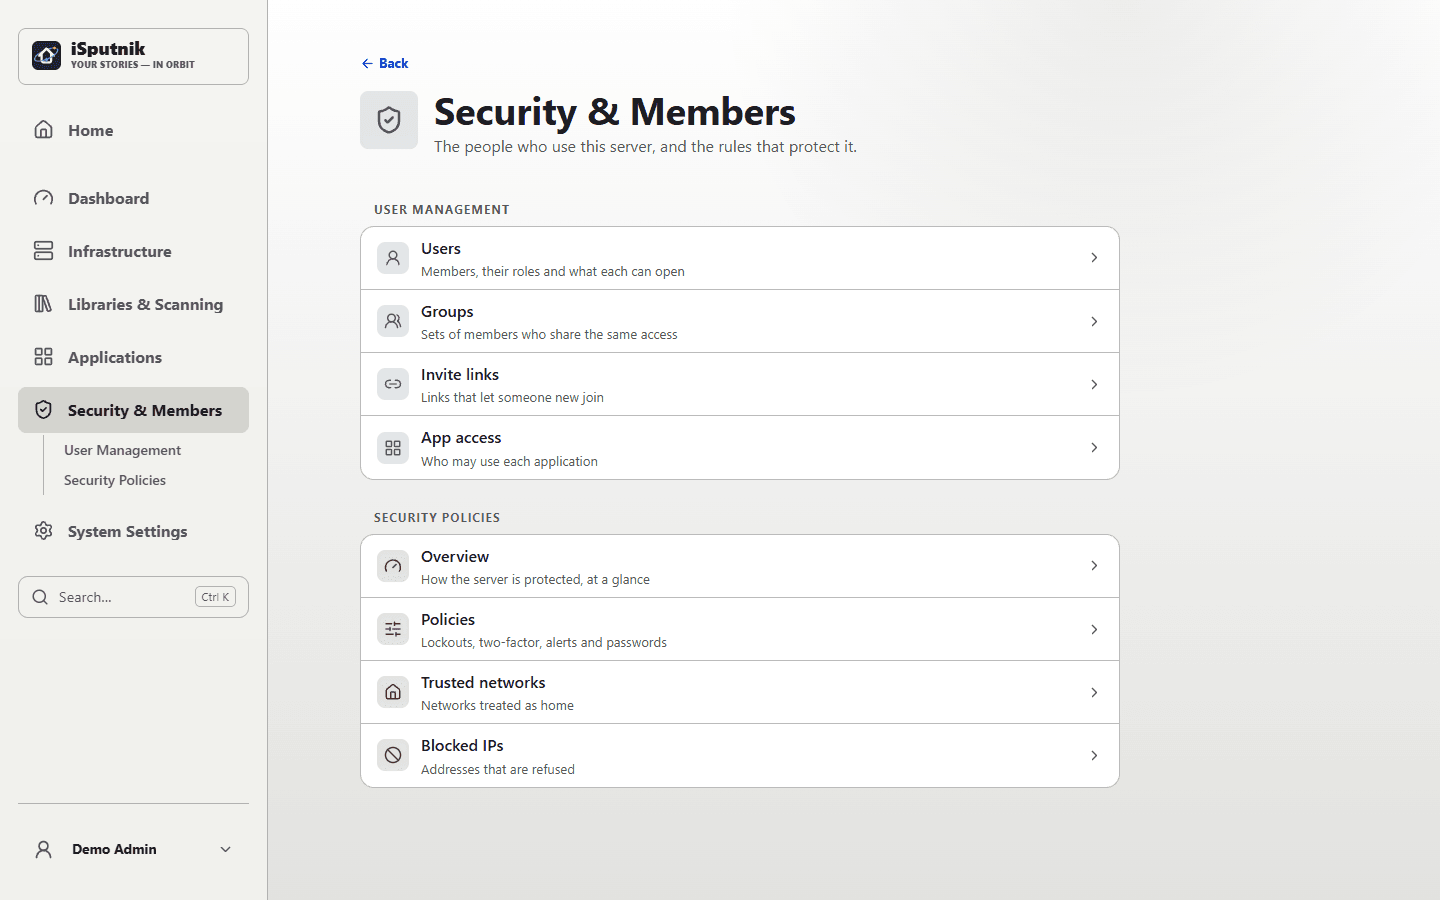 iSputnik
YOUR STORIES — IN ORBIT
Home
Dashboard
Infrastructure
Libraries & Scanning
Applications
Security & Members
User Management
Security Policies
System Settings
Search...
Ctrl K
Demo Admin
← Back
Security & Members
The people who use this server, and the rules that protect it.
USER MANAGEMENT
Users
Members, their roles and what each can open
Groups
Sets of members who share the same access
Invite links
Links that let someone new join
App access
Who may use each application
SECURITY POLICIES
Overview
How the server is protected, at a glance
Policies
Lockouts, two-factor, alerts and passwords
Trusted networks
Networks treated as home
Blocked IPs
Addresses that are refused